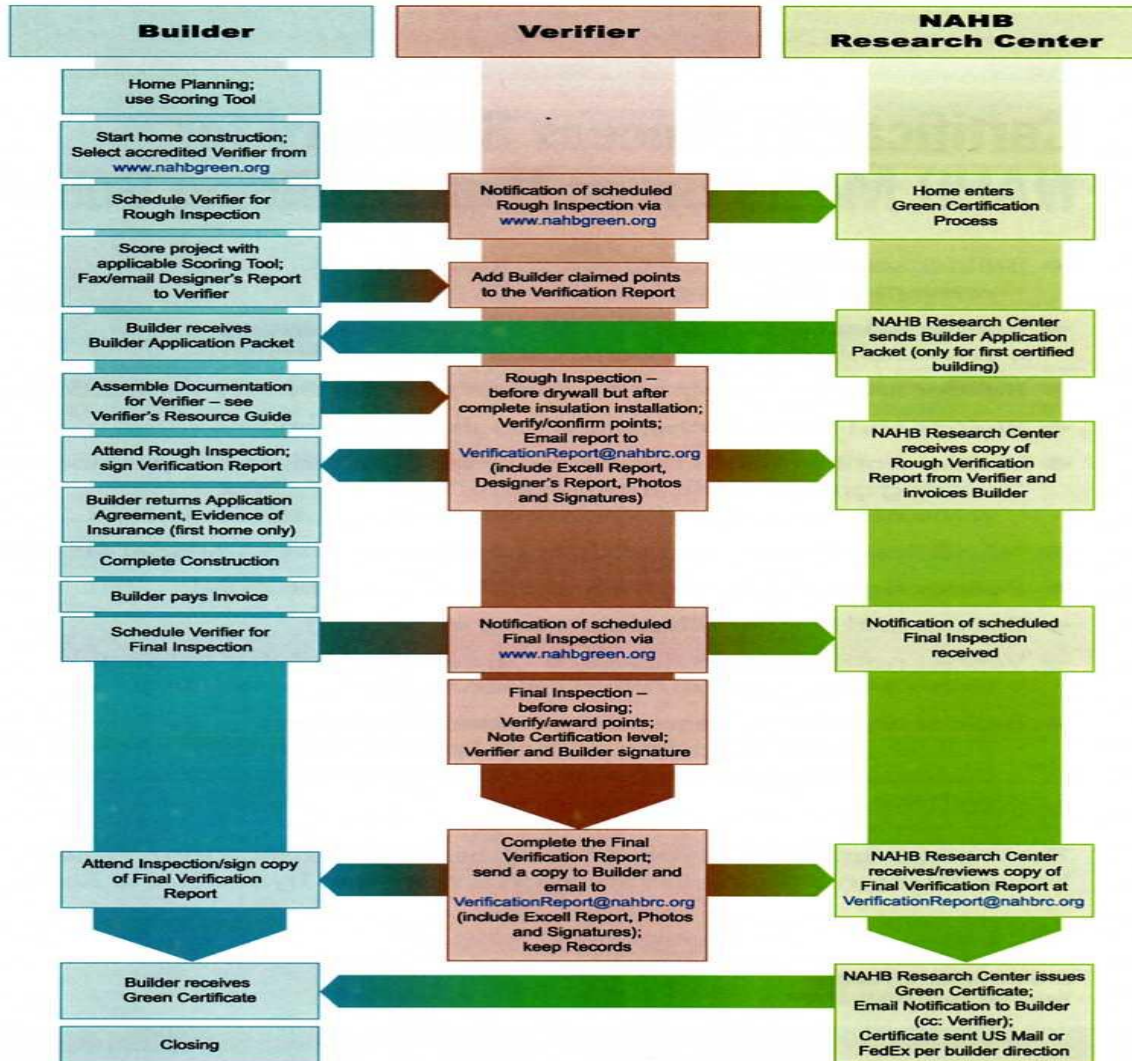 Builder
Verifier
NAHB
Research Center
Home Planning;
use Scoring Tool
Start home construction;
Select accredited Verifier from
www.nahbgreen.org
Schedule Verifier for
Rough Inspection
Notification of scheduled
Rough Inspection via
www.nahbgreen.org
Home enters
Green Certification
Process
Score project with
applicable Scoring Tool;
Fax/email Designer's Report
to Verifier
Add Builder claimed points
to the Verification Report
Builder receives
Builder Application Packet
NAHB Research Center
sends Builder Application
Packet (only for first certified
building)
Assemble Documentation
for Verifier – see
Verifier's Resource Guide
Rough Inspection –
before drywall but after
complete insulation installation;
Verify/confirm points;
Email report to
VerificationReport@nahbrc.org
(include Excell Report,
Designer's Report, Photos
and Signatures)
Attend Rough Inspection;
sign Verification Report
NAHB Research Center
receives copy of
Rough Verification
Report from Verifier and
invoices Builder
Builder returns Application
Agreement, Evidence of
Insurance (first home only)
Complete Construction
Builder pays Invoice
Schedule Verifier for
Final Inspection
Notification of scheduled
Final Inspection via
www.nahbgreen.org
Notification of scheduled
Final Inspection
received
Final Inspection –
before closing;
Verify/award points;
Note Certification level;
Verifier and Builder signature
Attend Inspection/sign copy
of Final Verification
Report
Complete the Final
Verification Report;
send a copy to Builder and
email to
VerificationReport@nahbrc.org
(include Excell Report, Photos
and Signatures);
keep Records
NAHB Research Center
receives/reviews copy of
Final Verification Report at
VerificationReport@nahbrc.org
Builder receives
Green Certificate
NAHB Research Center issues
Green Certificate;
Email Notification to Builder
(cc: Verifier);
Certificate sent US Mail or
FedEx per builder direction
Closing